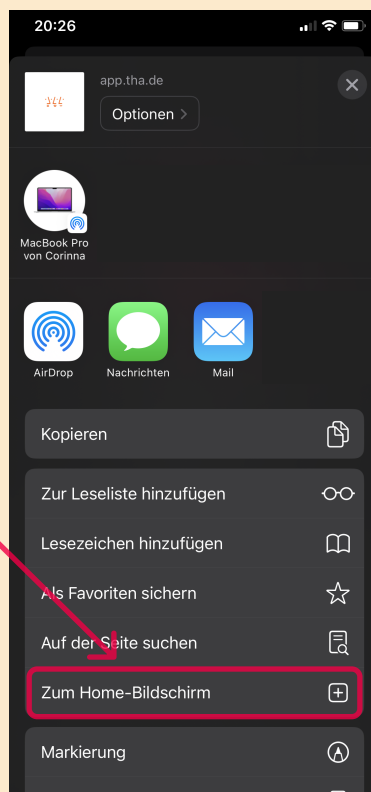 20:26
app.tha.de
Optionen
MacBook Pro
von Corinna
AirDrop
Nachrichten
Mail
Kopieren
Zur Leseliste hinzufügen
Lesezeichen hinzufügen
Als Favoriten sichern
Auf der Seite suchen
Zum Home-Bildschirm
Markierung